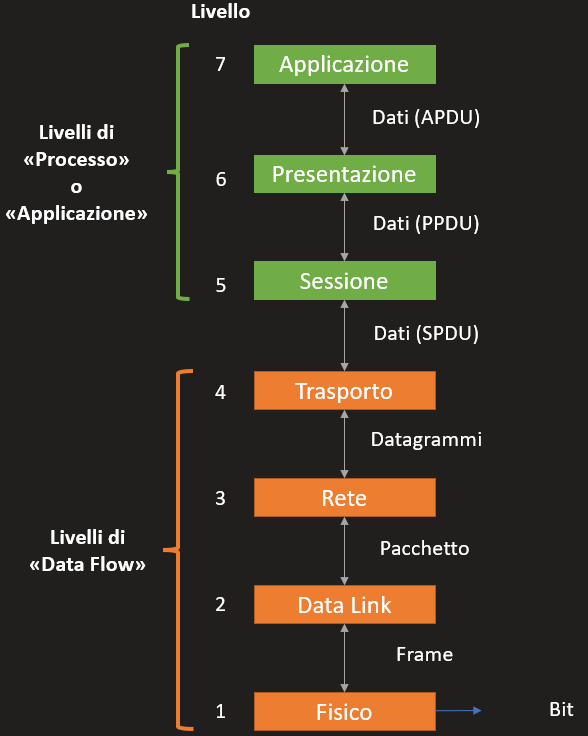 Livello
7
Applicazione
Dati (APDU)
Livelli di
«Processo»
o
«Applicazione»
6
Presentazione
Dati (PPDU)
5
Sessione
Dati (SPDU)
4
Trasporto
Datagrammi
3
Rete
Livelli di
«Data Flow»
Pacchetto
2
Data Link
Frame
1
Fisico
Bit